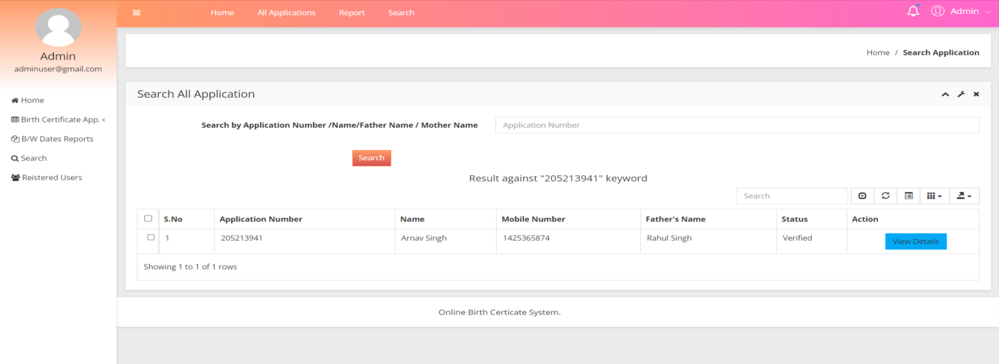 Home All Applications Report Search Admin
Admin
adminuser@gmail.com
Home
Birth Certificate App.
B/W Dates Reports
Search
Reistered Users
Home / Search Application
Search All Application
Search by Application Number /Name/Father Name / Mother Name Application Number
Search
Result against "205213941" keyword
Search
S.No Application Number Name Mobile Number Father's Name Status Action
1 205213941 Arnav Singh 1425365874 Rahul Singh Verified View Details
Showing 1 to 1 of 1 rows
Online Birth Certicate System.